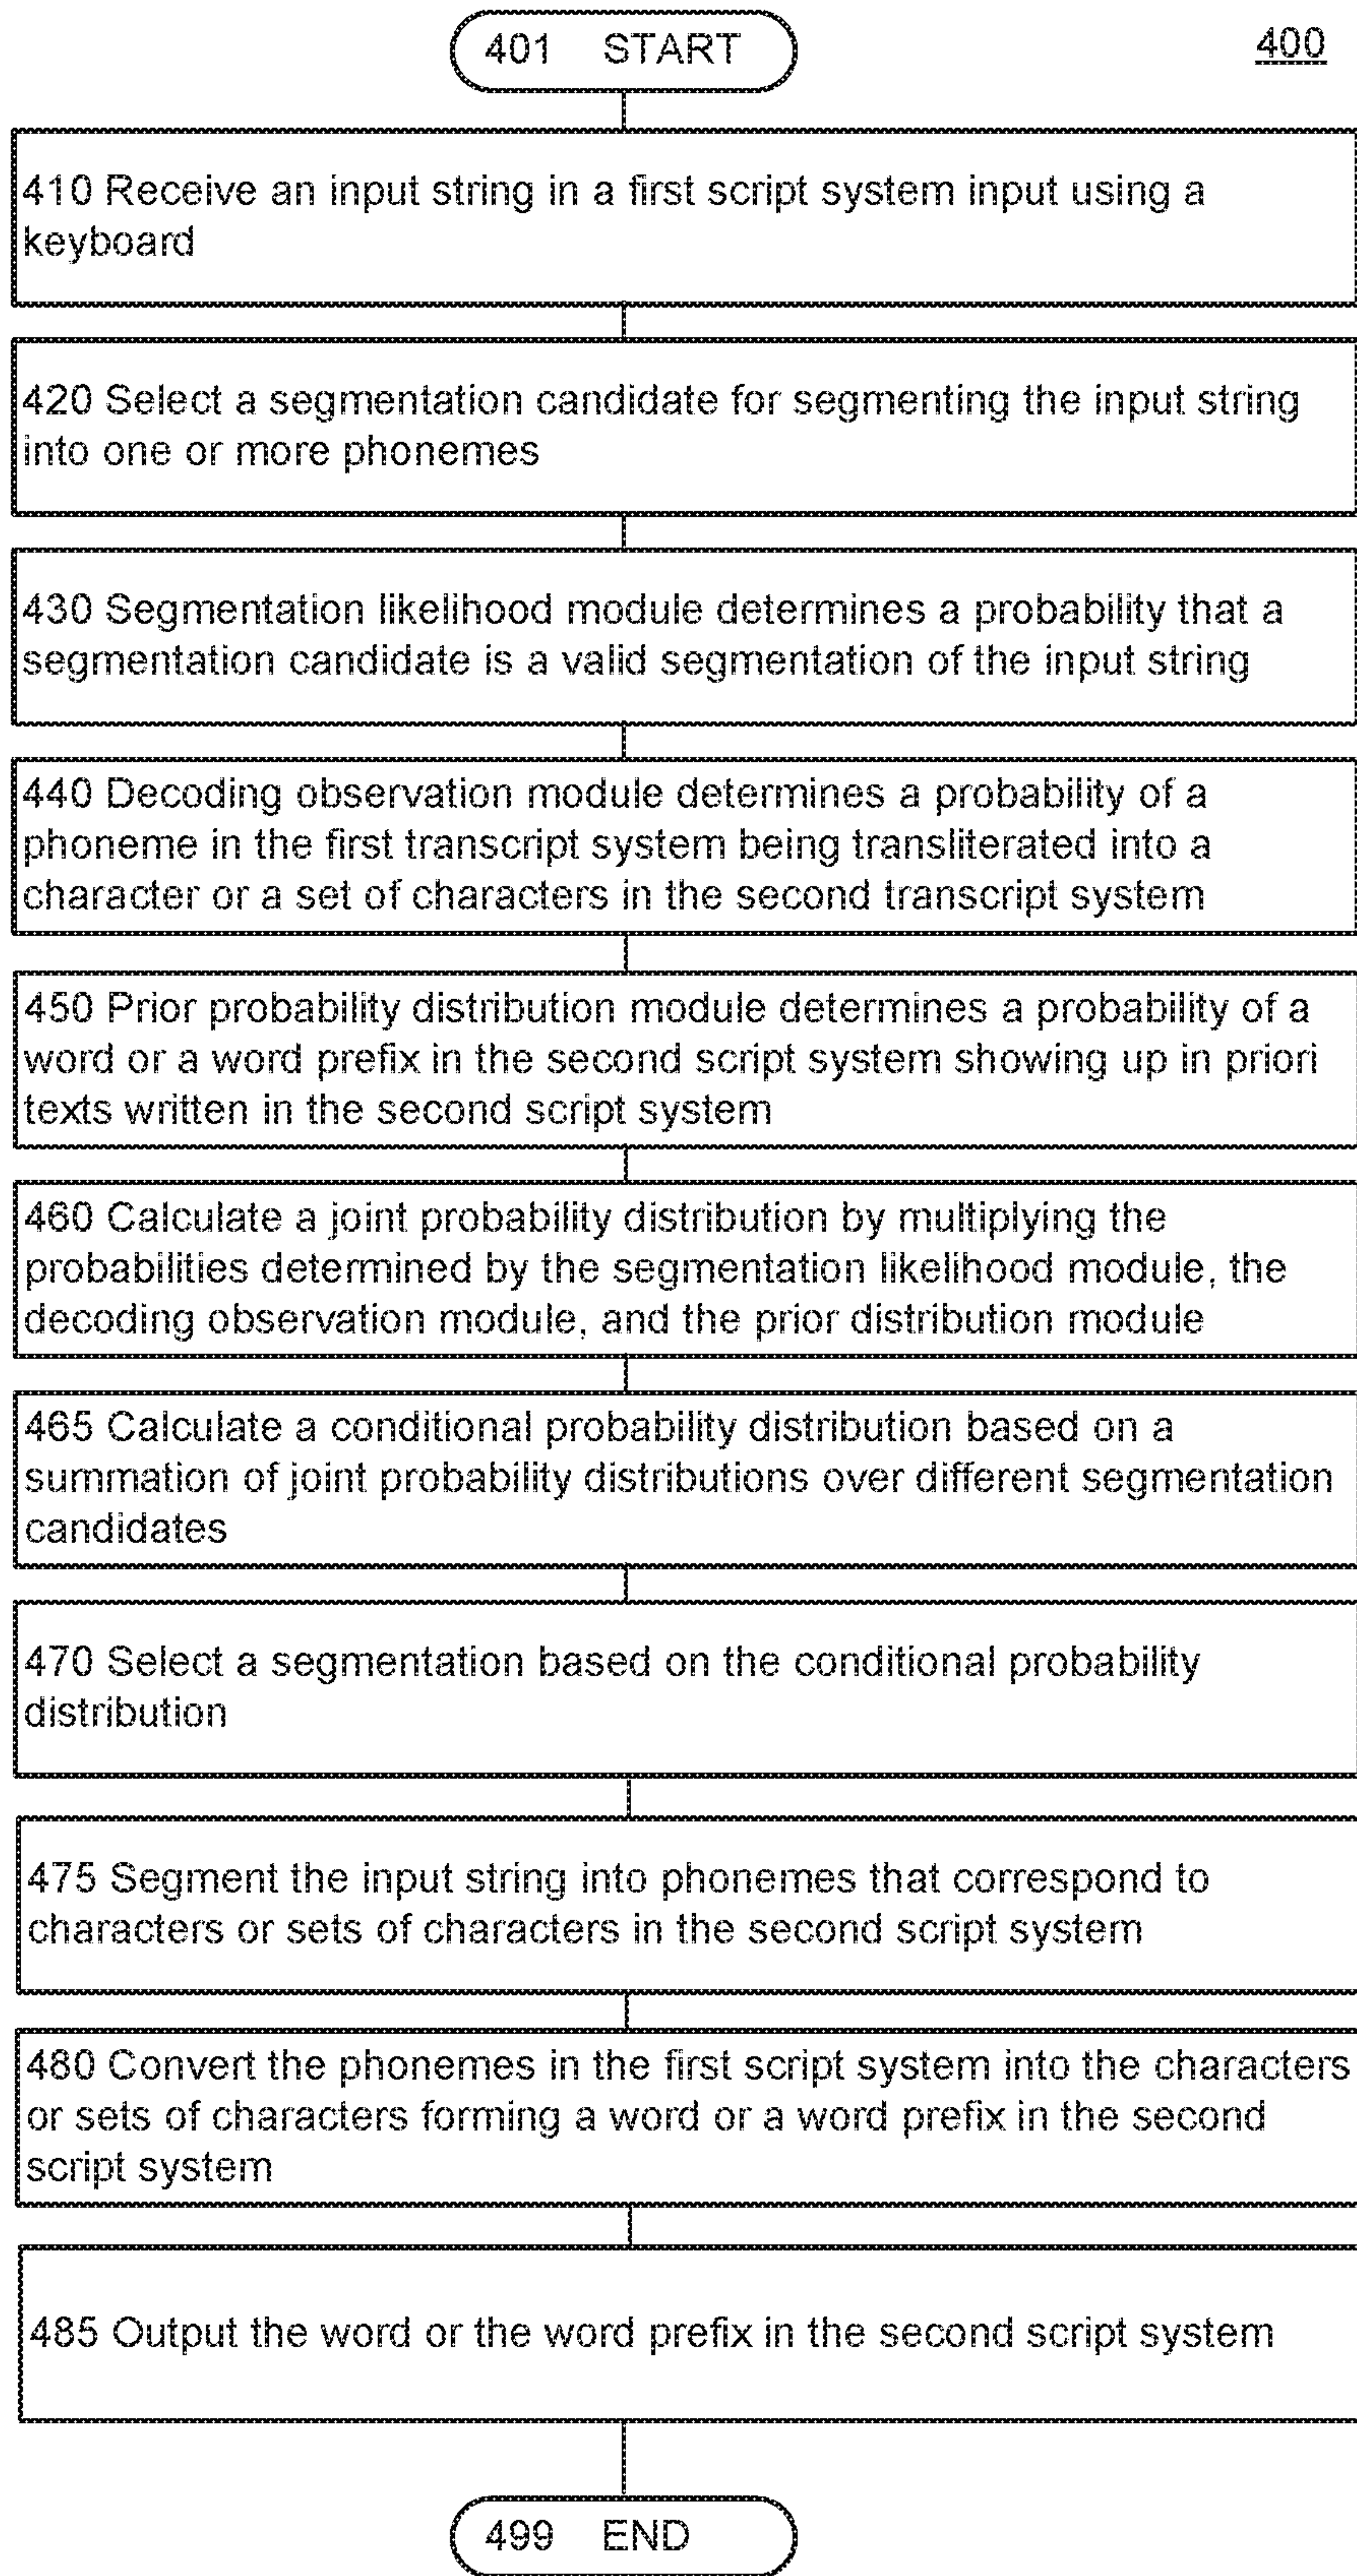 401 START
400
410 Receive an input string in a first script system input using a
keyboard
420 Select a segmentation candidate for segmenting the input string
into one or more phonemes
430 Segmentation likelihood module determines a probability that a
segmentation candidate is a valid segmentation of the input string
440 Decoding observation module determines a probability of a
phoneme in the first transcript system being transliterated into a
character or a set of characters in the second transcript system
450 Prior probability distribution module determines a probability of a
word or a word prefix in the second script system showing up in priori
texts written in the second script system
460 Calculate a joint probability distribution by multiplying the
probabilities determined by the segmentation likelihood module, the
decoding observation module, and the prior distribution module
465 Calculate a conditional probability distribution based on a
summation of joint probability distributions over different segmentation
candidates
470 Select a segmentation based on the conditional probability
distribution
475 Segment the input string into phonemes that correspond to
characters or sets of characters in the second script system
480 Convert the phonemes in the first script system into the characters
or sets of characters forming a word or a word prefix in the second
script system
485 Output the word or the word prefix in the second script system
499 END